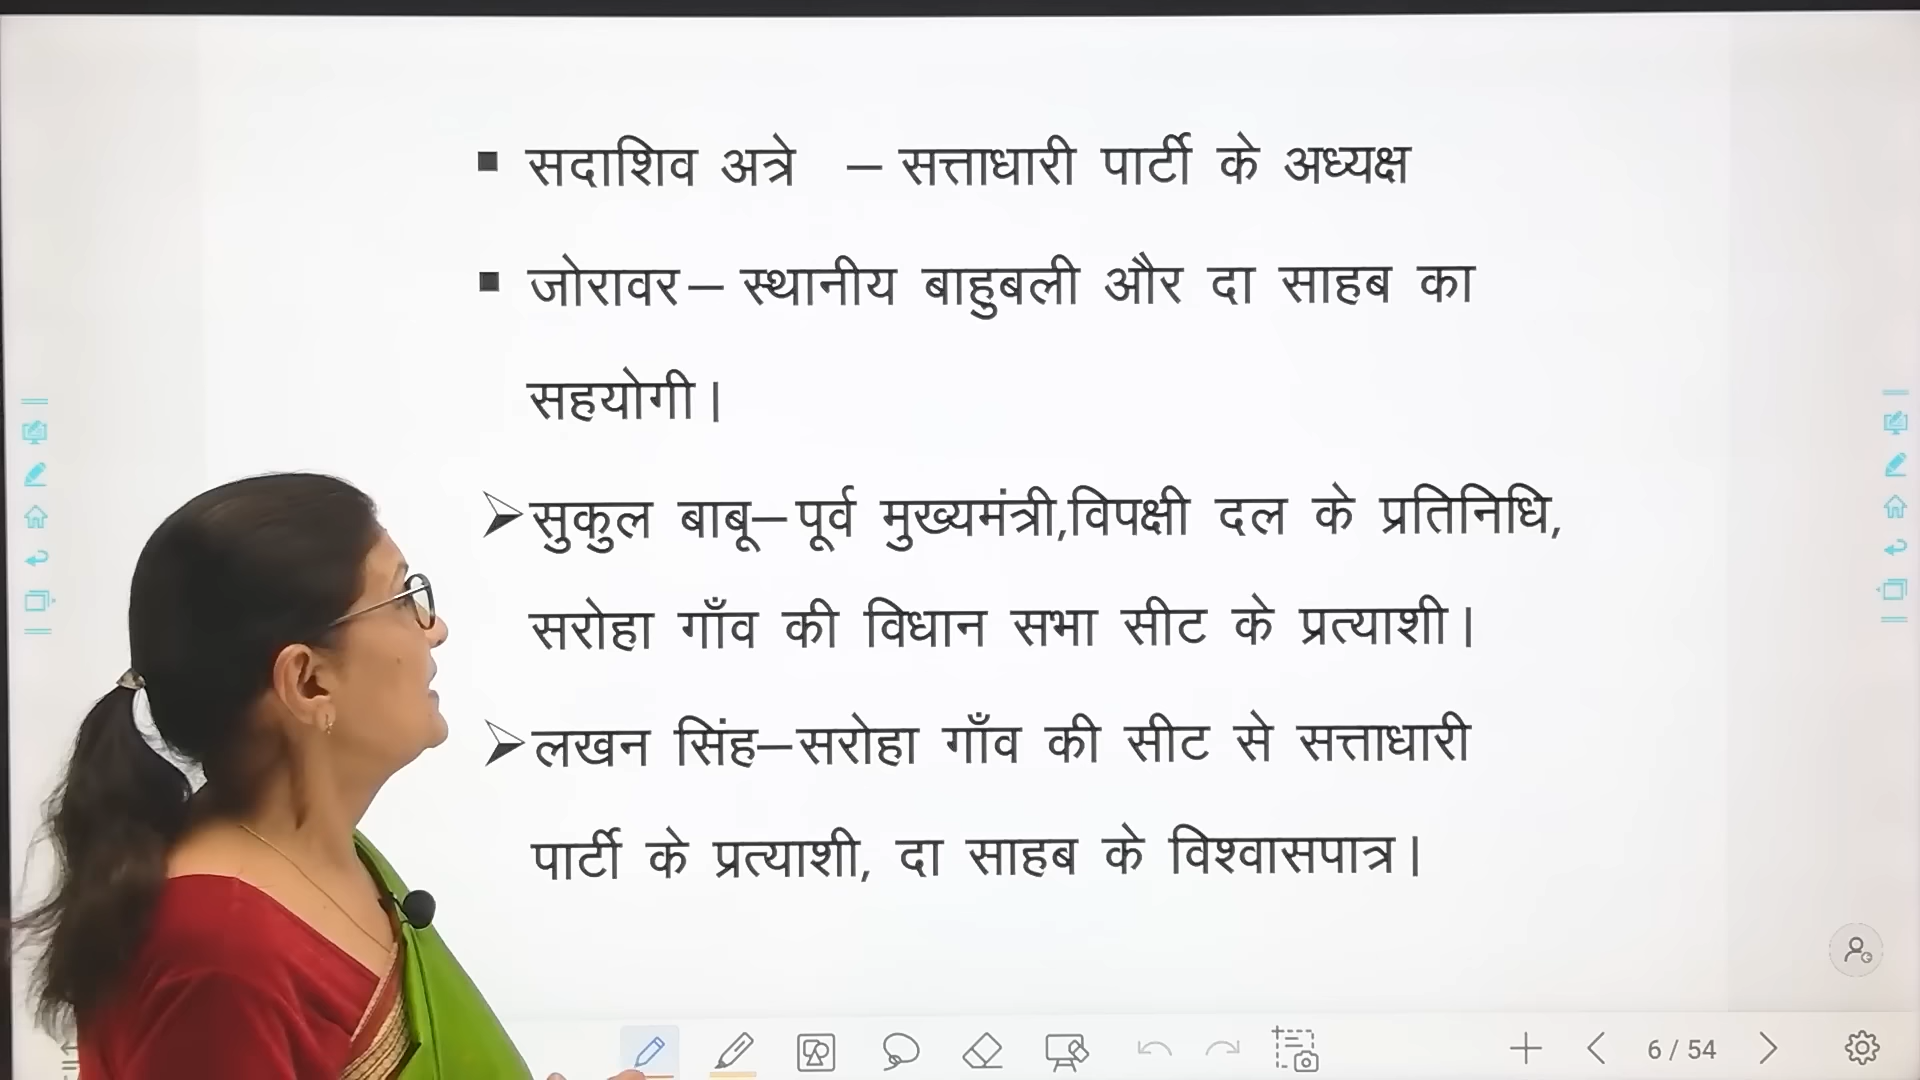 ▪ सदाशिव अत्रे – सत्ताधारी पार्टी के अध्यक्ष
▪ जोरावर– स्थानीय बाहुबली और दा साहब का
सहयोगी।
➢सुकुल बाबू–पूर्व मुख्यमंत्री,विपक्षी दल के प्रतिनिधि,
सरोहा गाँव की विधान सभा सीट के प्रत्याशी।
➢लखन सिंह–सरोहा गाँव की सीट से सत्ताधारी
पार्टी के प्रत्याशी, दा साहब के विश्वासपात्र।
6 / 54